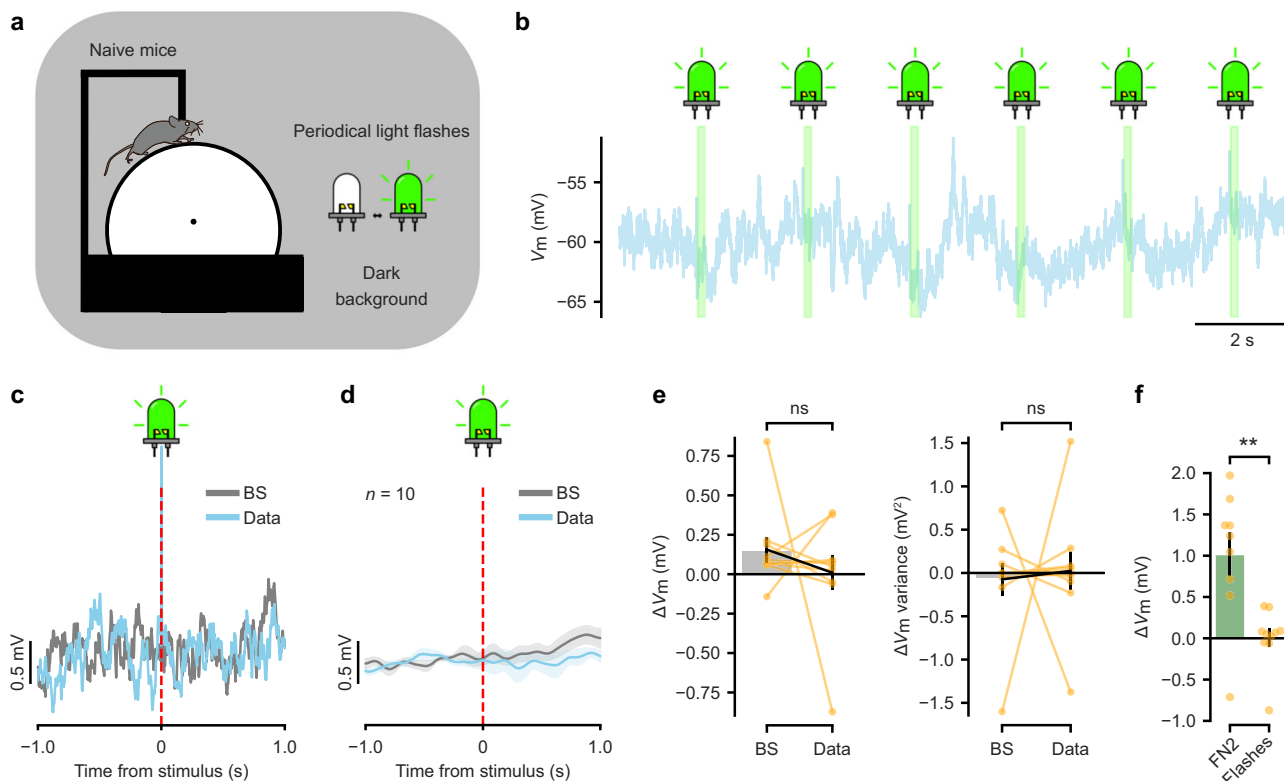 a
Naive mice
Periodical light flashes
Dark
background
b
−55
−60
−65
Vm (mV)
2 s
c
BS
Data
0.5 mV
−1.0
0
1.0
Time from stimulus (s)
d
n = 10
BS
Data
0.5 mV
−1.0
0
1.0
Time from stimulus (s)
e
ns
0.75
0.50
0.25
0.00
−0.25
−0.50
−0.75
ΔVm (mV)
BS
Data
ns
1.5
1.0
0.5
0.0
−0.5
−1.0
−1.5
ΔVm variance (mV²)
BS
Data
f
**
2.0
1.5
1.0
0.5
0.0
−0.5
−1.0
ΔVm (mV)
FN2
Flashes